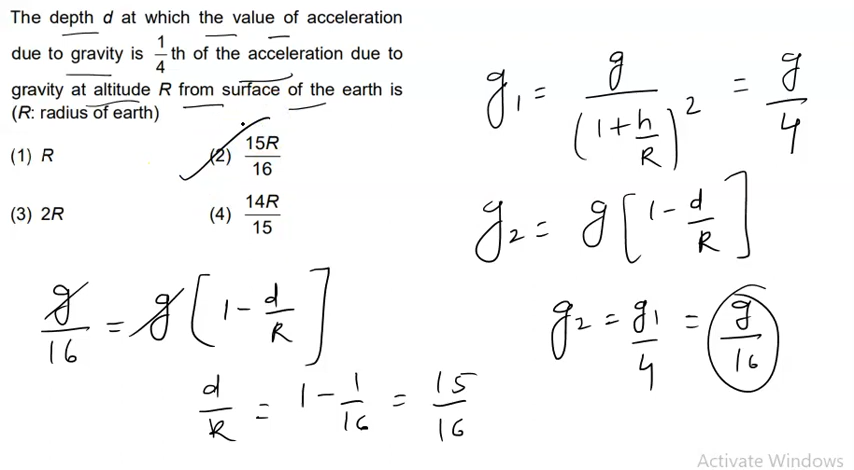 The depth d at which the value of acceleration
due to gravity is 1/4 th of the acceleration due to
gravity at altitude R from surface of the earth is
(R: radius of earth)
(1) R (2) 15R/16
(3) 2R (4) 14R/15
g₁ = g/(1+h/R)² = g/4
g₂ = g[1-d/R]
g₂ = g₁/4 = g/16
g/16 = g[1-d/R]
d/R = 1-1/16 = 15/16
Activate Windows